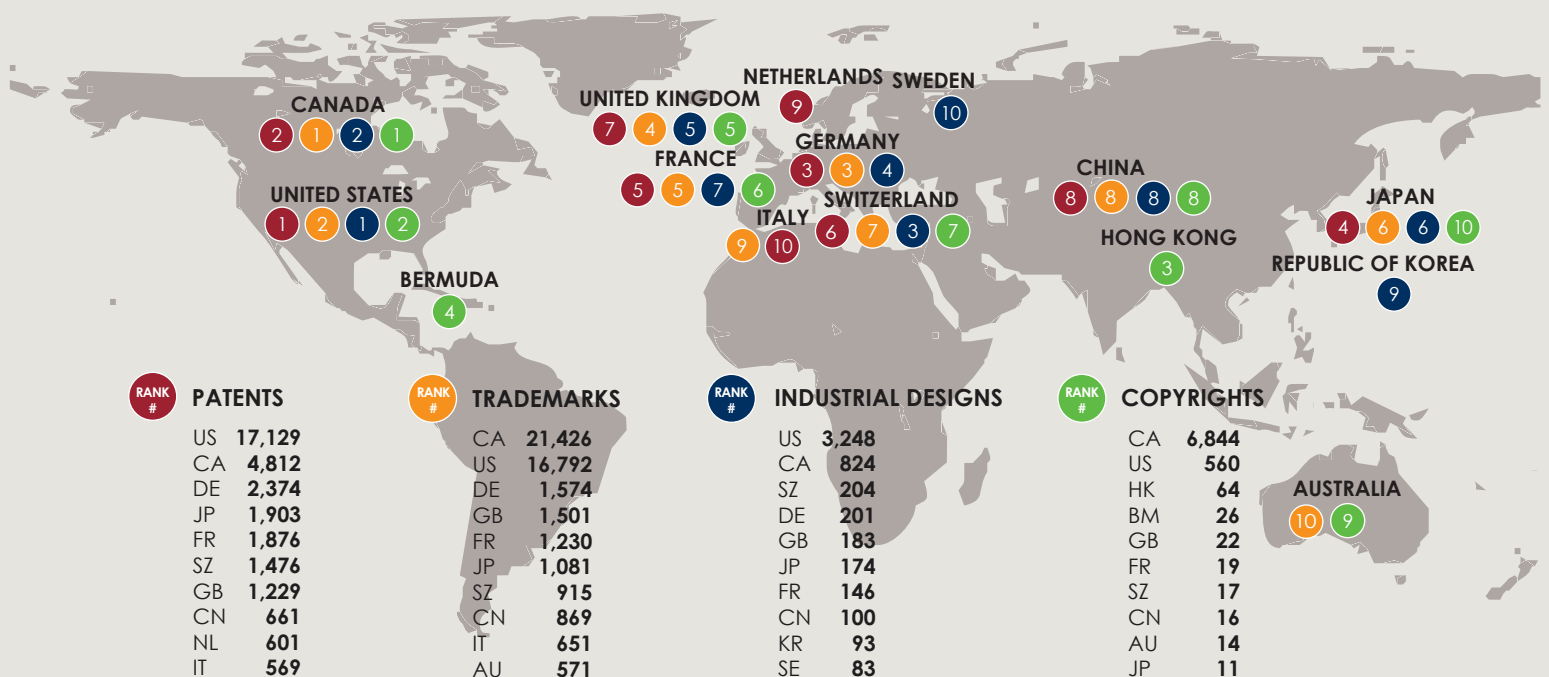 NETHERLANDS
9
SWEDEN
10
UNITED KINGDOM
7 4 5 5
CANADA
2 1 2 1
GERMANY
3 3 4
FRANCE
5 5 7 6
CHINA
8 8 8 8
UNITED STATES
1 2 1 2
SWITZERLAND
6 7 3 7
ITALY
9 10
JAPAN
4 6 6 10
HONG KONG
3
REPUBLIC OF KOREA
9
BERMUDA
4
RANK
#
PATENTS
US 17,129
CA 4,812
DE 2,374
JP 1,903
FR 1,876
SZ 1,476
GB 1,229
CN 661
NL 601
IT 569
RANK
#
TRADEMARKS
CA 21,426
US 16,792
DE 1,574
GB 1,501
FR 1,230
JP 1,081
SZ 915
CN 869
IT 651
AU 571
RANK
#
INDUSTRIAL DESIGNS
US 3,248
CA 824
SZ 204
DE 201
GB 183
JP 174
FR 146
CN 100
KR 93
SE 83
RANK
#
COPYRIGHTS
CA 6,844
US 560
HK 64
BM 26
GB 22
FR 19
SZ 17
CN 16
AU 14
JP 11
AUSTRALIA
10 9